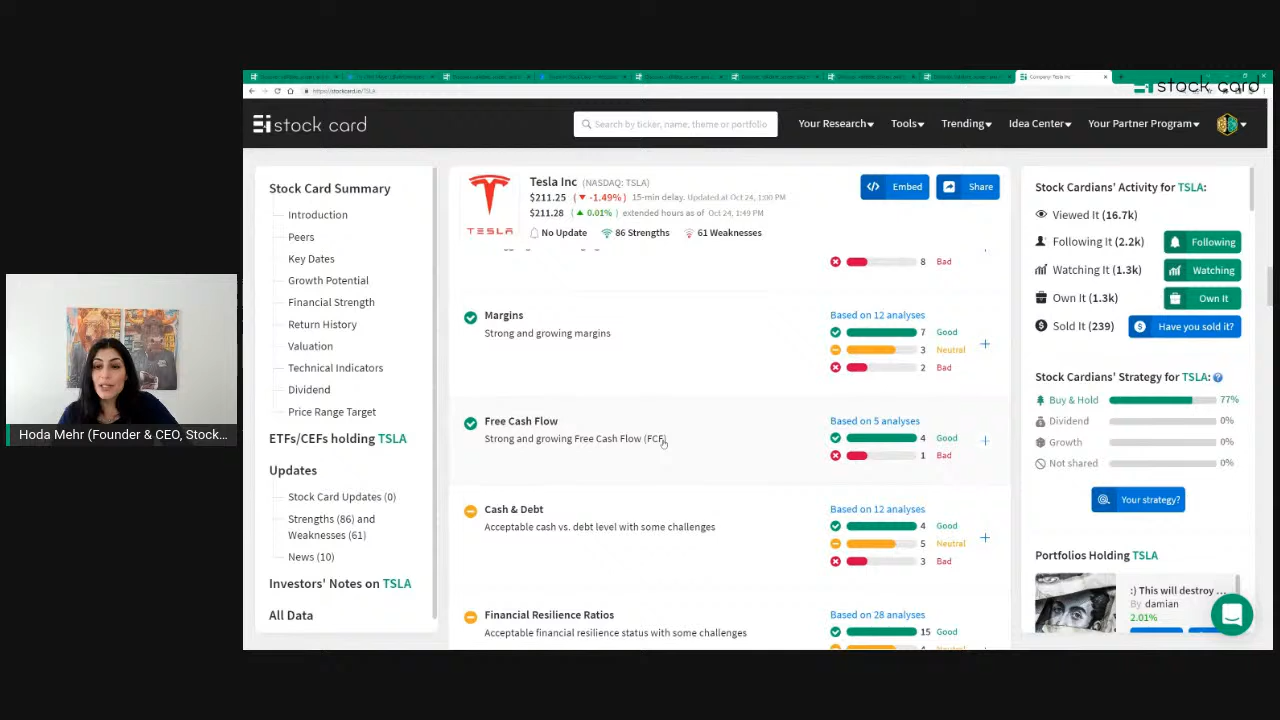 Company: Tesla Inc
https://stockcard.io/TSLA
stock card
stock card
Search by ticker, name, theme or portfolio
Your Research
Tools
Trending
Idea Center
Your Partner Program
Stock Card Summary
Introduction
Peers
Key Dates
Growth Potential
Financial Strength
Return History
Valuation
Technical Indicators
Dividend
Price Range Target
ETFs/CEFs holding TSLA
Updates
Stock Card Updates (0)
Strengths (86) and
Weaknesses (61)
News (10)
Investors' Notes on TSLA
All Data
TESLA
Tesla Inc (NASDAQ: TSLA)
$211.25 ( ▼ -1.49%) 15-min delay. Updated at Oct 24, 1:00 PM
$211.28 ( ▲ 0.01%) extended hours as of Oct 24, 1:49 PM
No Update 86 Strengths 61 Weaknesses
Embed
Share
8 Bad
Margins
Strong and growing margins
Based on 12 analyses
7 Good
3 Neutral
2 Bad
+
Free Cash Flow
Strong and growing Free Cash Flow (FCF)
Based on 5 analyses
4 Good
1 Bad
+
Cash & Debt
Acceptable cash vs. debt level with some challenges
Based on 12 analyses
4 Good
5 Neutral
3 Bad
+
Financial Resilience Ratios
Acceptable financial resilience status with some challenges
Based on 28 analyses
15 Good
Stock Cardians' Activity for TSLA:
Viewed It (16.7k)
Following It (2.2k) Following
Watching It (1.3k) Watching
Own It (1.3k) Own It
Sold It (239) Have you sold it?
Stock Cardians' Strategy for TSLA:
Buy & Hold 77%
Dividend 0%
Growth 0%
Not shared 0%
Your strategy?
Portfolios Holding TSLA
:) This will destroy ...
By damian
2.01%
Hoda Mehr (Founder & CEO, Stock...